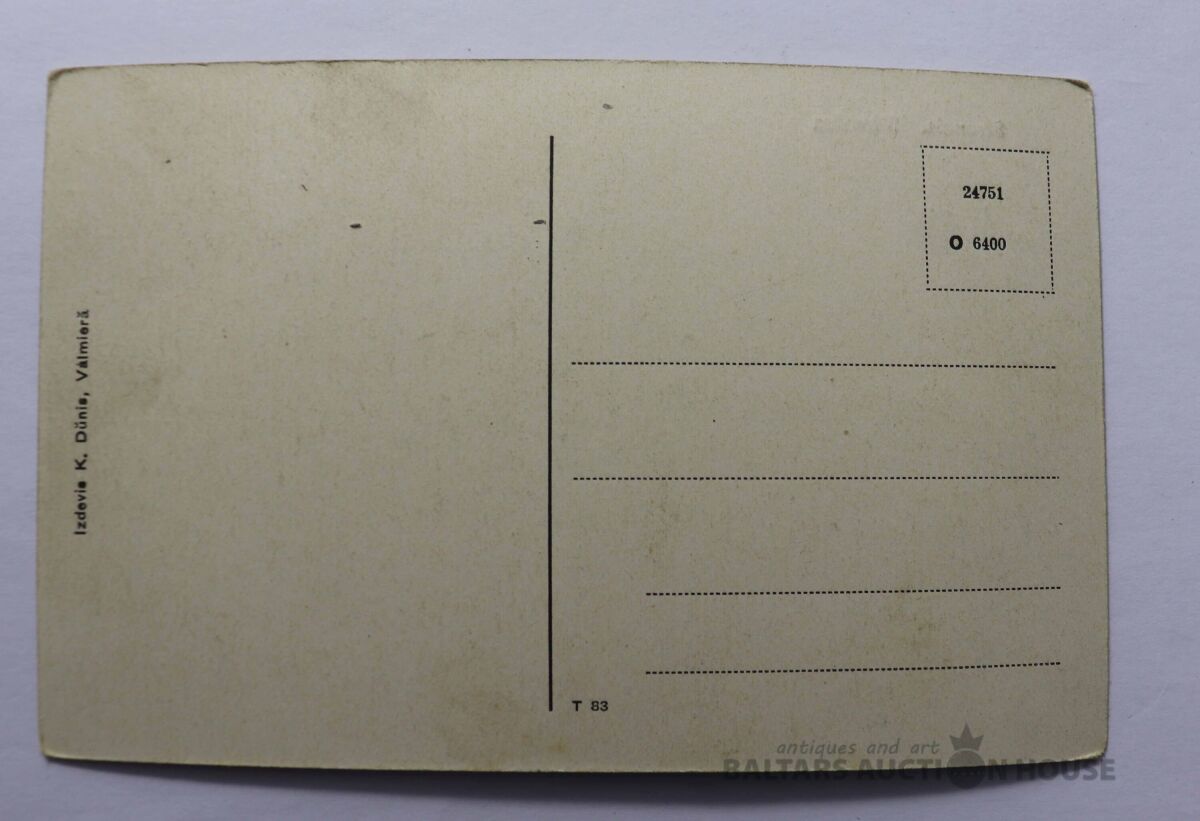 Izdevis K. Dūnis, Valmierā
24751
O 6400
T 83
antiques and art
BALTARS AUCTION HOUSE